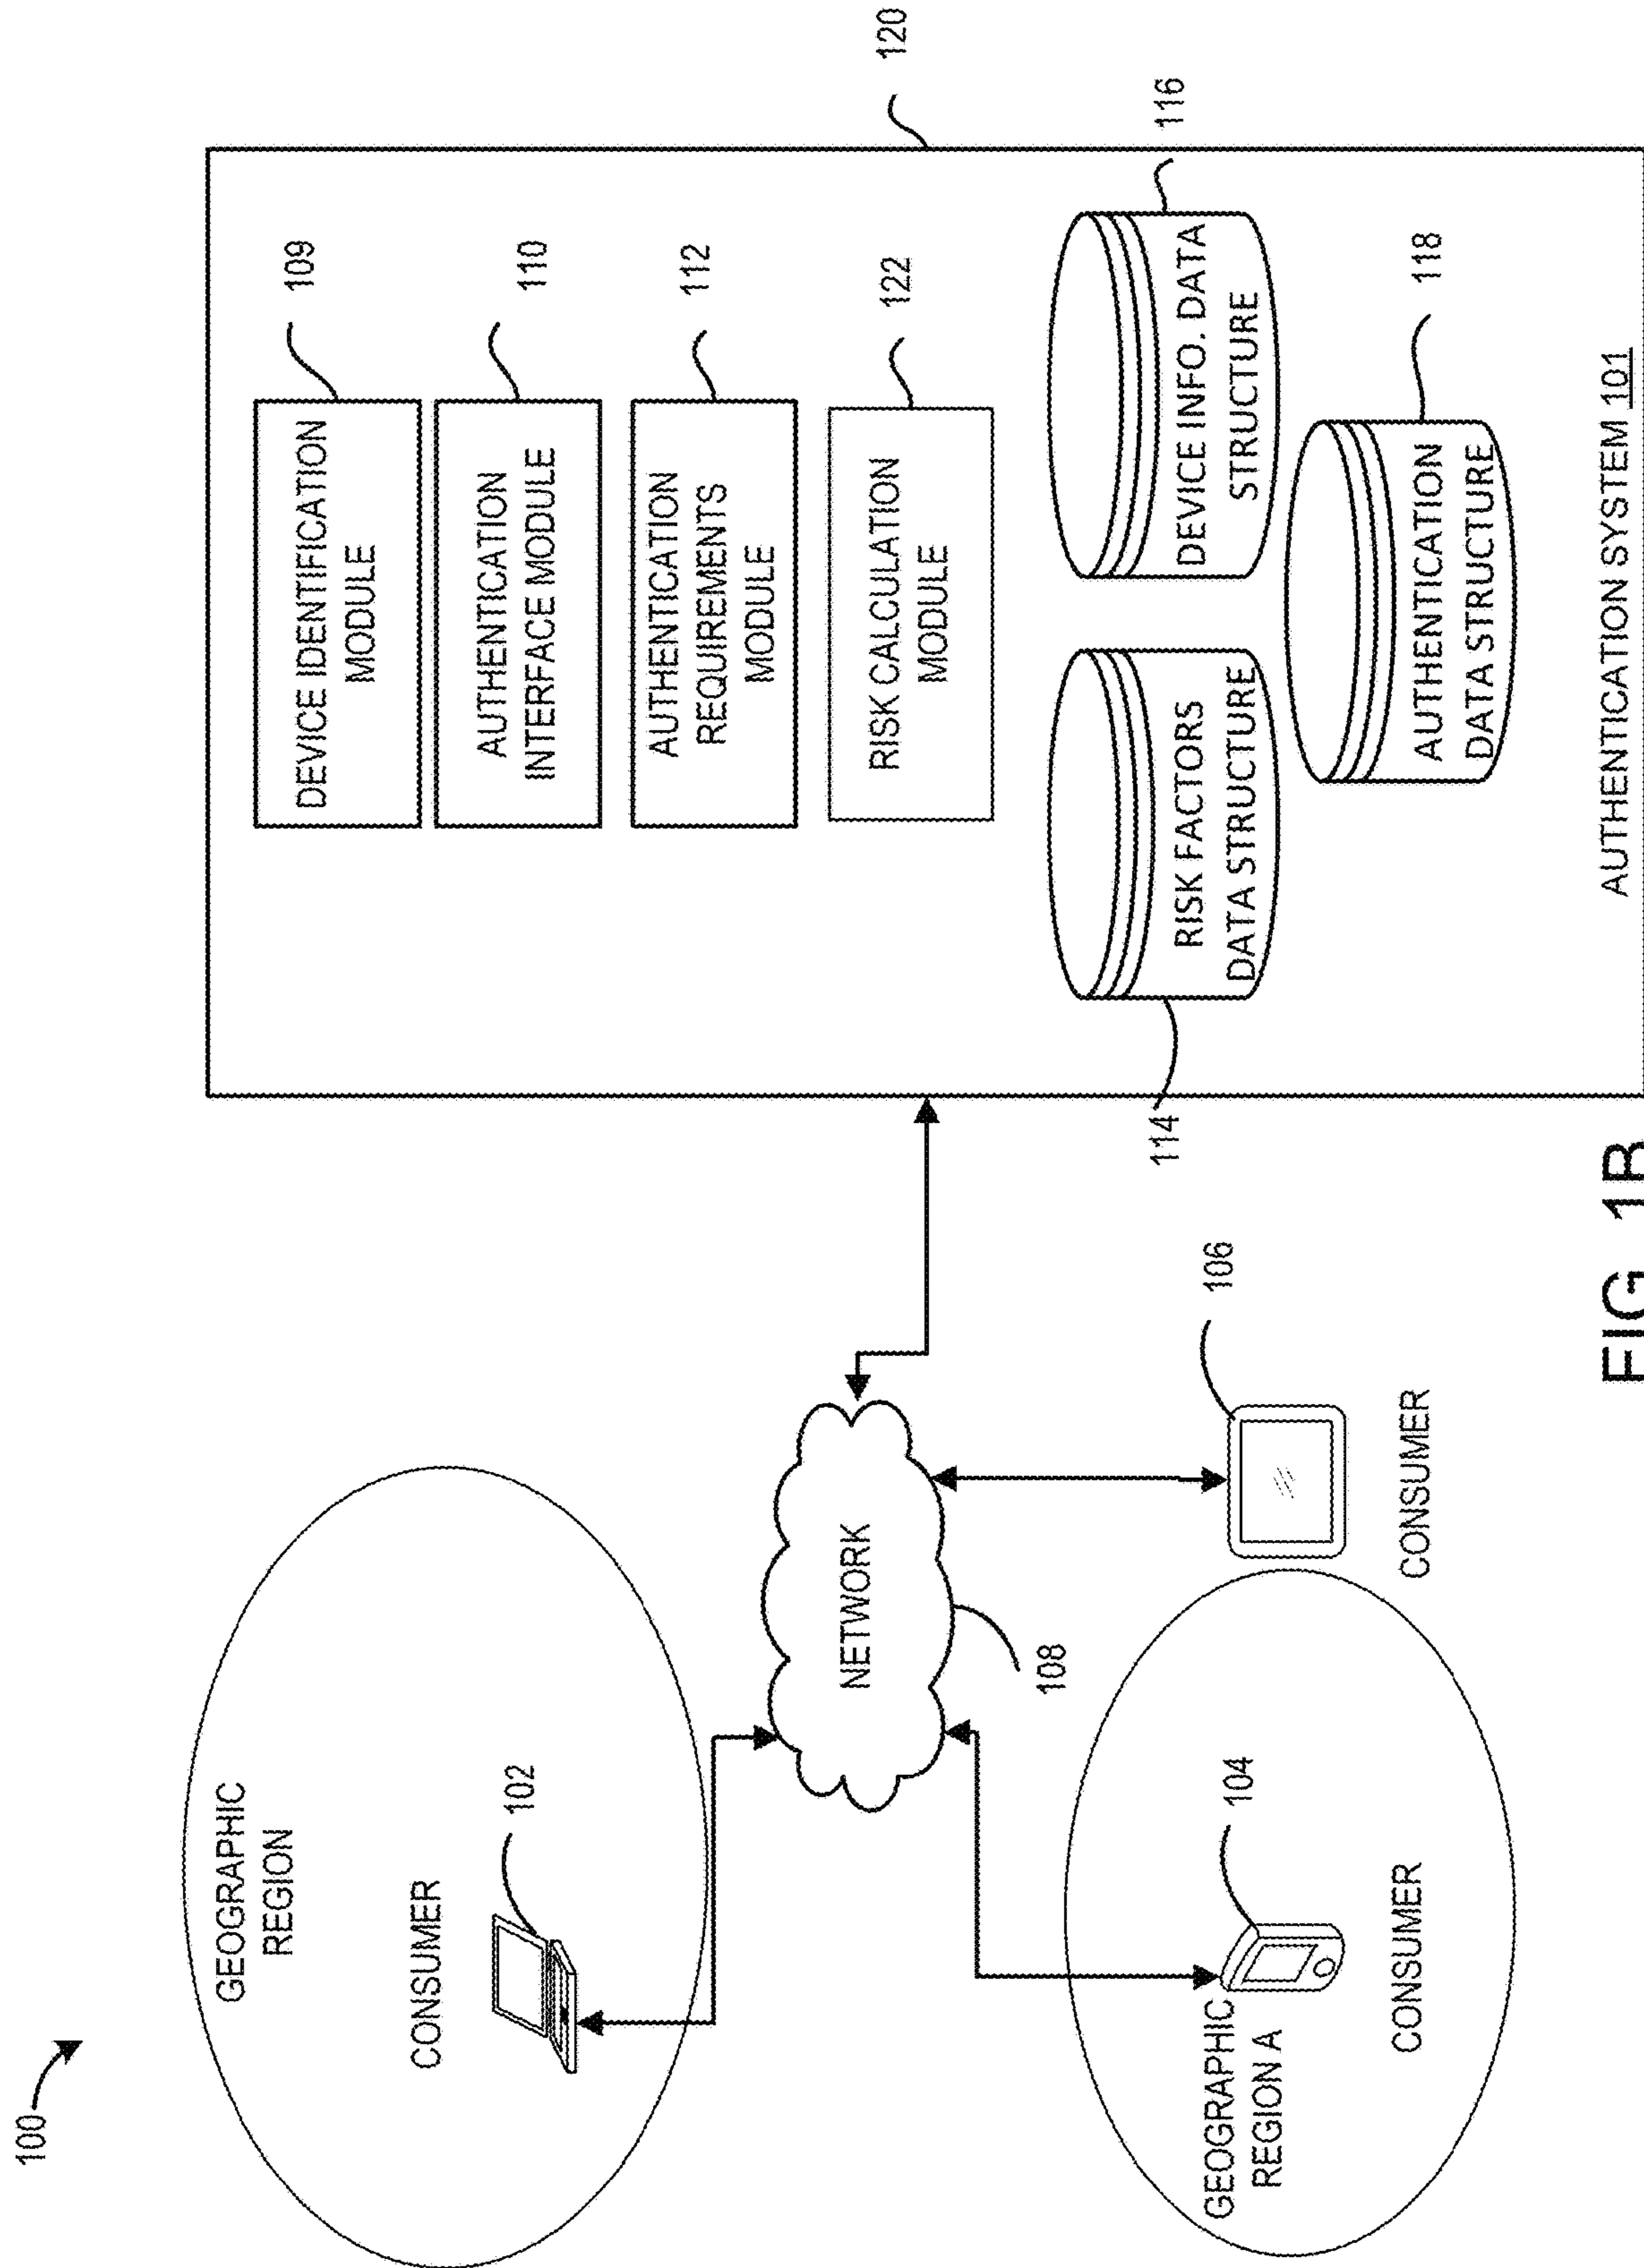 100
GEOGRAPHIC
REGION
CONSUMER
102
NETWORK
108
GEOGRAPHIC
REGION A
104
CONSUMER
106
CONSUMER
120
DEVICE IDENTIFICATION
MODULE
109
AUTHENTICATION
INTERFACE MODULE
110
AUTHENTICATION
REQUIREMENTS
MODULE
112
RISK CALCULATION
MODULE
122
RISK FACTORS
DATA STRUCTURE
114
DEVICE INFO. DATA
STRUCTURE
116
AUTHENTICATION
DATA STRUCTURE
118
AUTHENTICATION SYSTEM 101
FIG. 1B